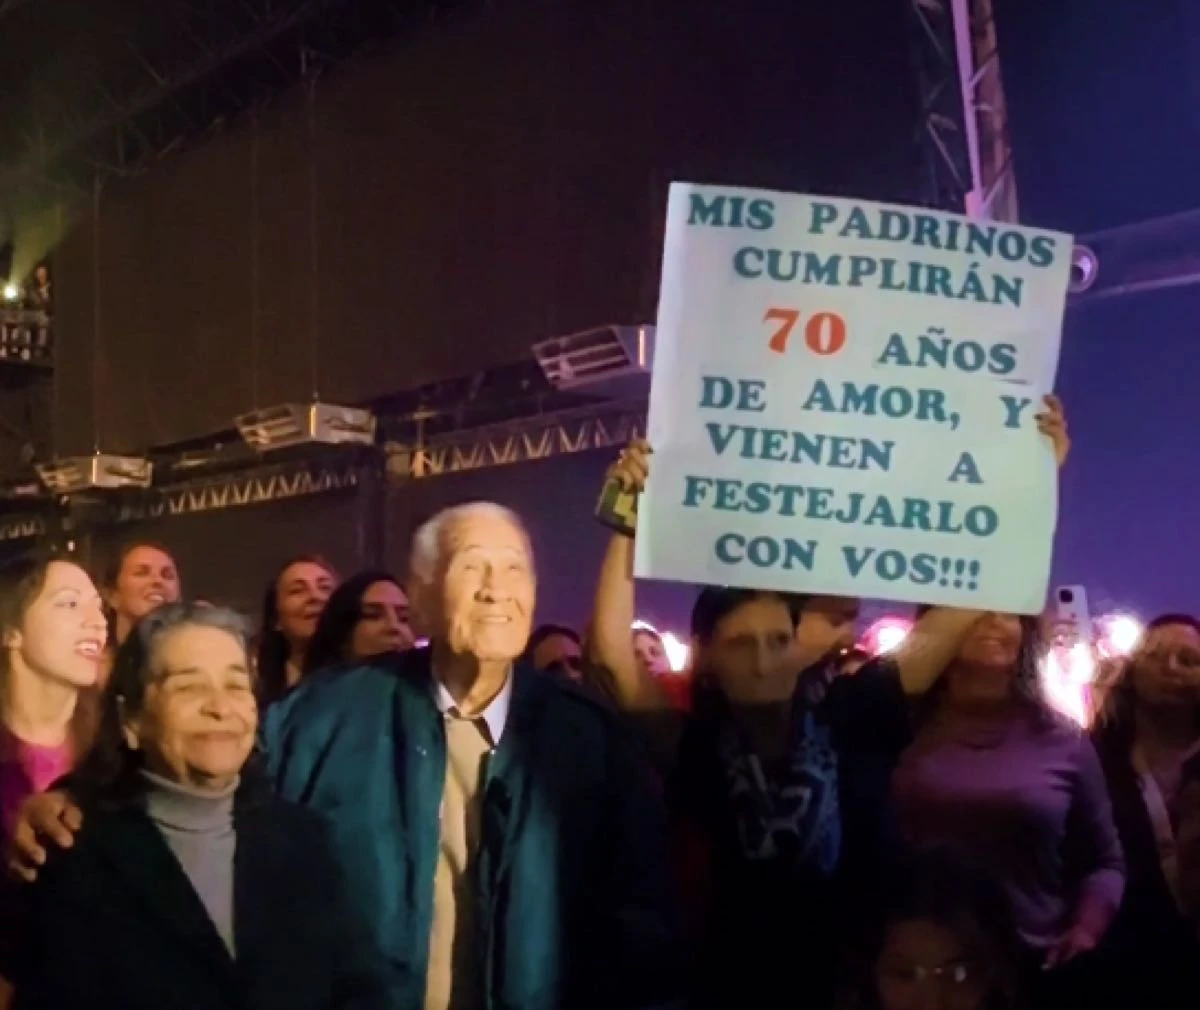 MIS PADRINOS
CUMPLIRÁN
70 AÑOS
DE AMOR, Y
VIENEN A
FESTEJARLO
CON VOS!!!